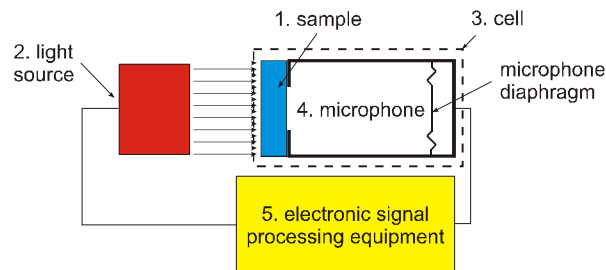 1. sample
3. cell
2. light
source
microphone
diaphragm
4. microphone
5. electronic signal
processing equipment